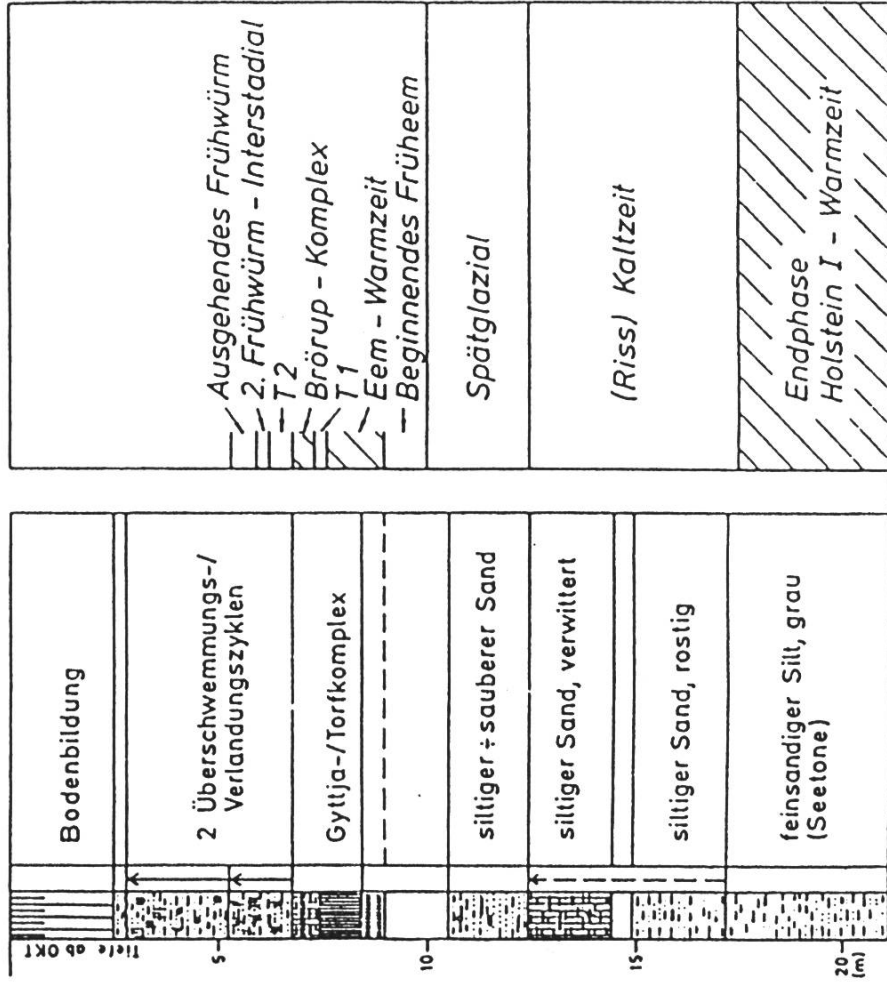 Tiefe ab OKT
5
10
15
20
(m)
Bodenbildung
2 Überschwemmungs-/
Verlandungszyklen
Gyttja-/Torfkomplex
siltiger ÷ sauberer Sand
siltiger Sand, verwittert
siltiger Sand, rostig
feinsandiger Silt, grau
(Seetone)
Ausgehendes Frühwürm
2. Frühwürm - Interstadial
T 2
Brörup - Komplex
T 1
Eem - Warmzeit
Beginnendes Früheem
Spätglazial
(Riss) Kaltzeit
Endphase
Holstein I - Warmzeit